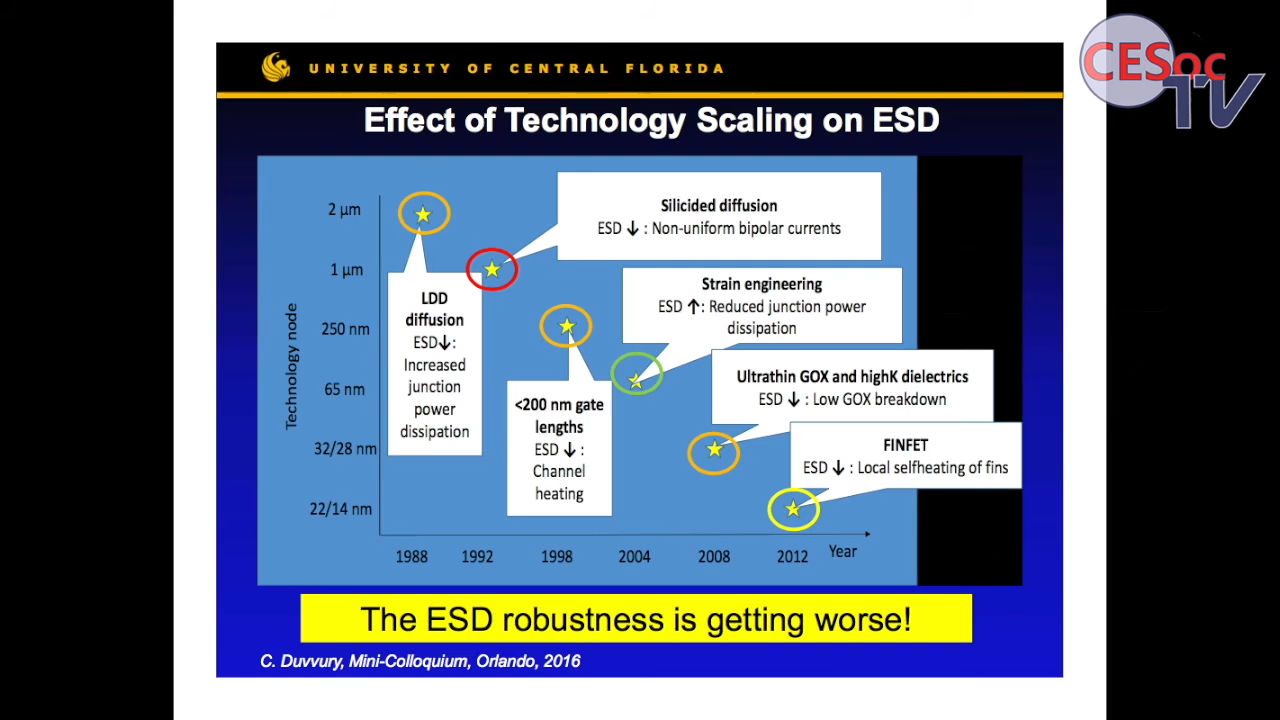 CESoc
TV
UNIVERSITY OF CENTRAL FLORIDA
Effect of Technology Scaling on ESD
Technology node
2 μm
1 μm
250 nm
65 nm
32/28 nm
22/14 nm
LDD
diffusion
ESD↓:
Increased
junction
power
dissipation
Silicided diffusion
ESD ↓ : Non-uniform bipolar currents
<200 nm gate
lengths
ESD ↓ :
Channel
heating
Strain engineering
ESD ↑: Reduced junction power
dissipation
Ultrathin GOX and highK dielectrics
ESD ↓ : Low GOX breakdown
FINFET
ESD ↓ : Local selfheating of fins
1988 1992 1998 2004 2008 2012 Year
The ESD robustness is getting worse!
C. Duvvury, Mini-Colloquium, Orlando, 2016